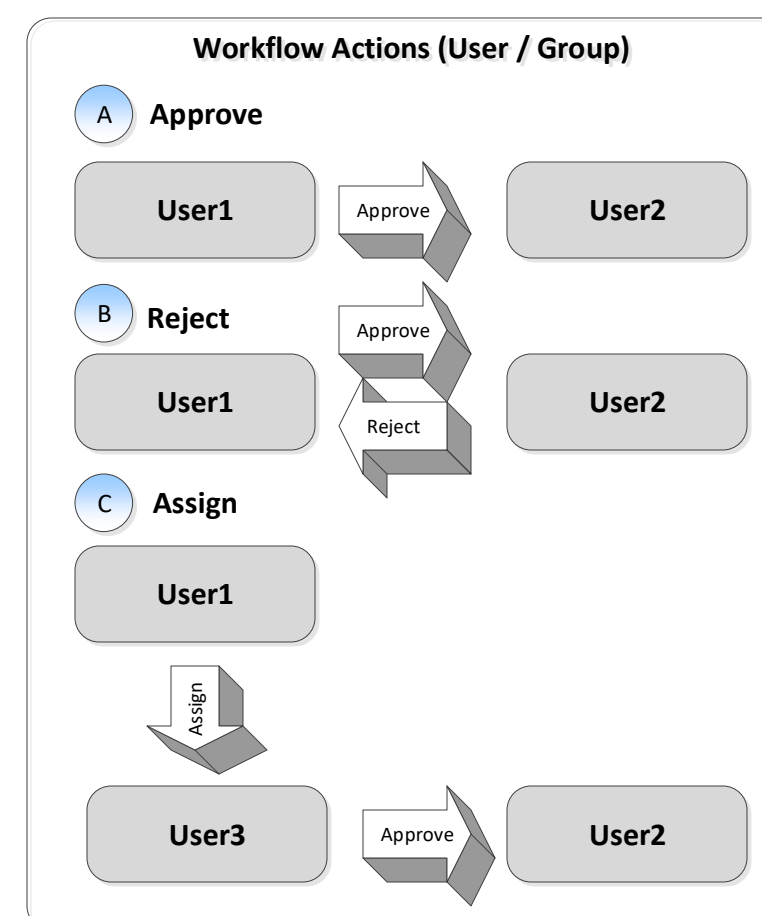 Workflow Actions (User / Group)
A Approve
User1 Approve User2
B Reject
Approve
User1 User2
Reject
C Assign
User1
Assign
User3 Approve User2